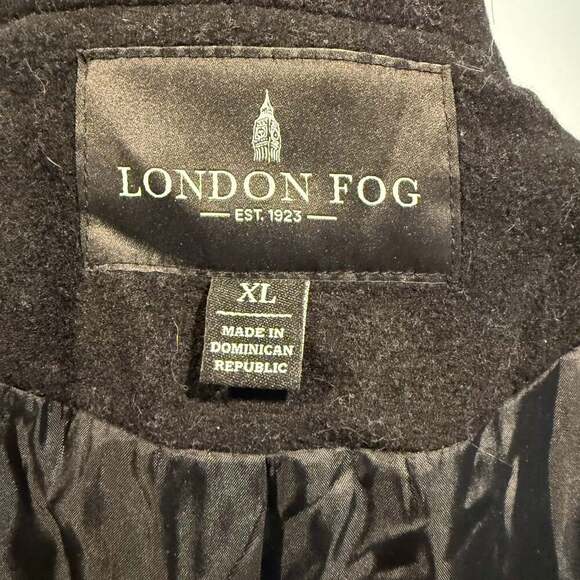 LONDON FOG
EST. 1923
XL
MADE IN
DOMINICAN
REPUBLIC